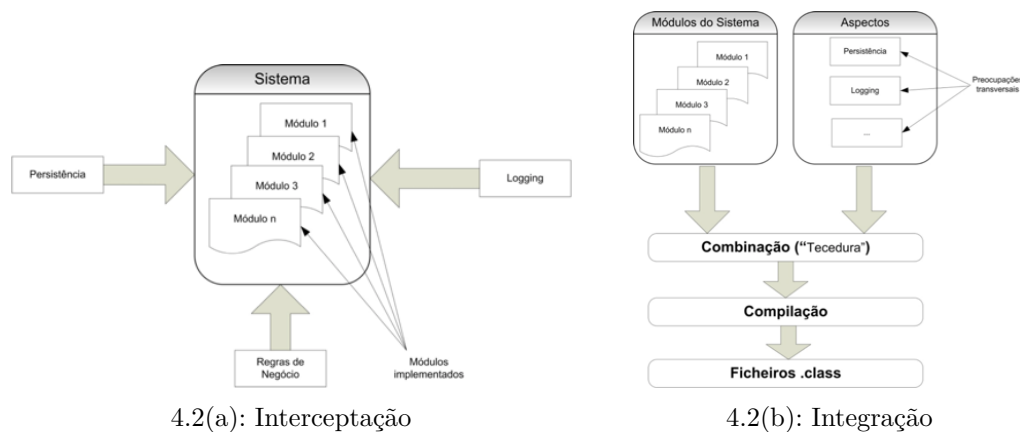 Sistema
Módulo 1
Módulo 2
Módulo 3
Módulo n
Persistência
Logging
Regras de
Negócio
Módulos
implementados
4.2(a): Interceptação
Módulos do Sistema
Módulo 1
Módulo 2
Módulo 3
Módulo n
Aspectos
Persistência
Logging
...
Preocupações
transversais
Combinação (“Tecedura”)
Compilação
Ficheiros .class
4.2(b): Integração